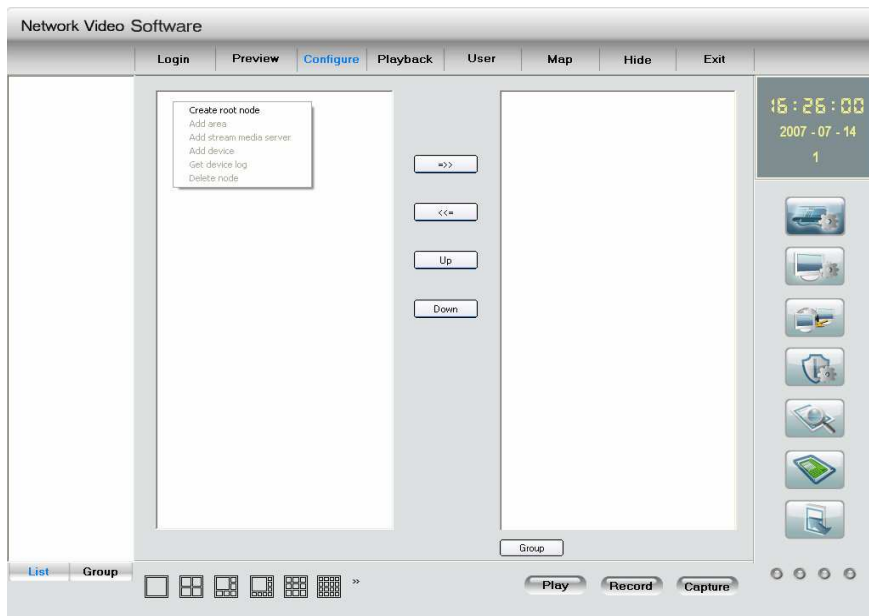 Network Video Software
Login Preview Configure Playback User Map Hide Exit
16:26:00
2007 - 07 - 14
1
Create root node
Add area
Add stream media server
Add device
Get device log
Delete node
=>>
<<=
Up
Down
Group
List Group
»
Play Record Capture